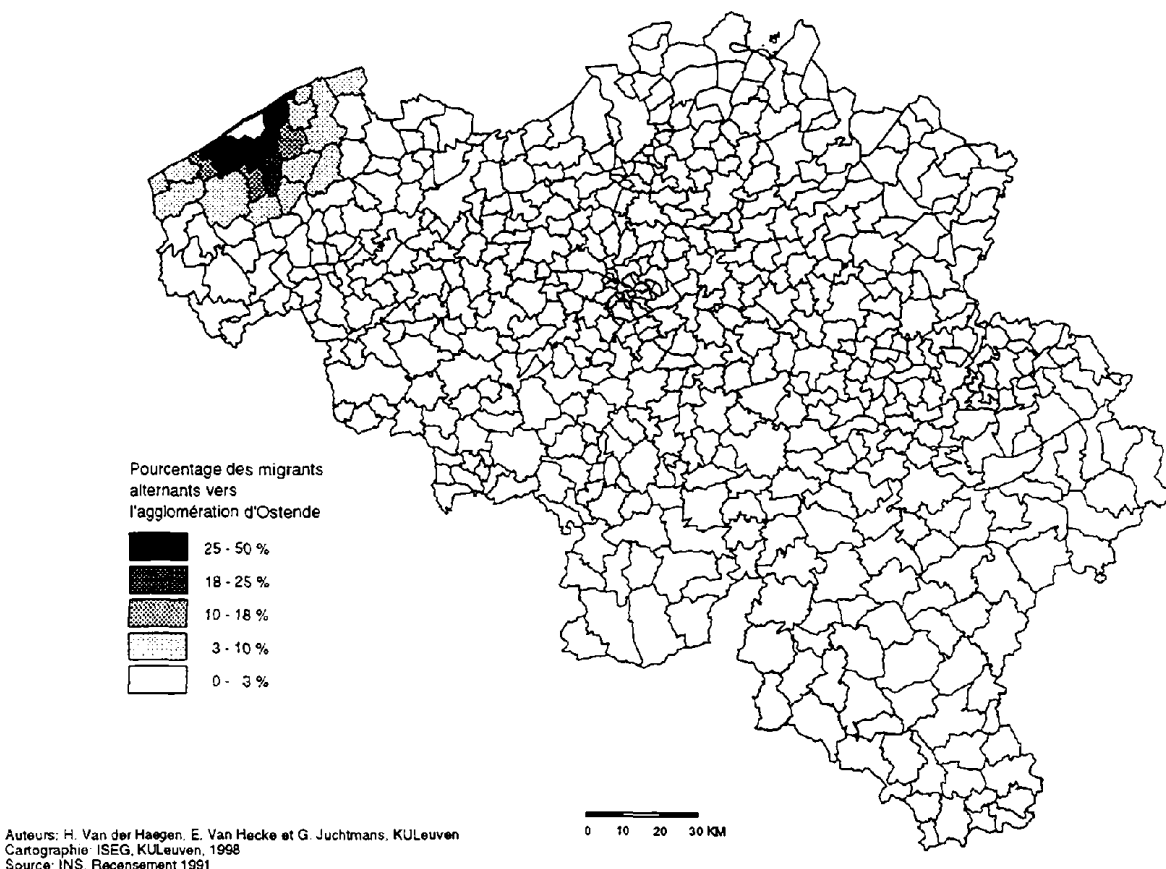 Pourcentage des migrants
alternants vers
l'agglomération d'Ostende
25 - 50 %
18 - 25 %
10 - 18 %
3 - 10 %
0 - 3 %
0 10 20 30 KM
Auteurs: H. Van der Haegen, E. Van Hecke et G. Juchtmans, KULeuven
Cartographie: ISEG, KULeuven, 1998
Source: INS, Recensement 1991